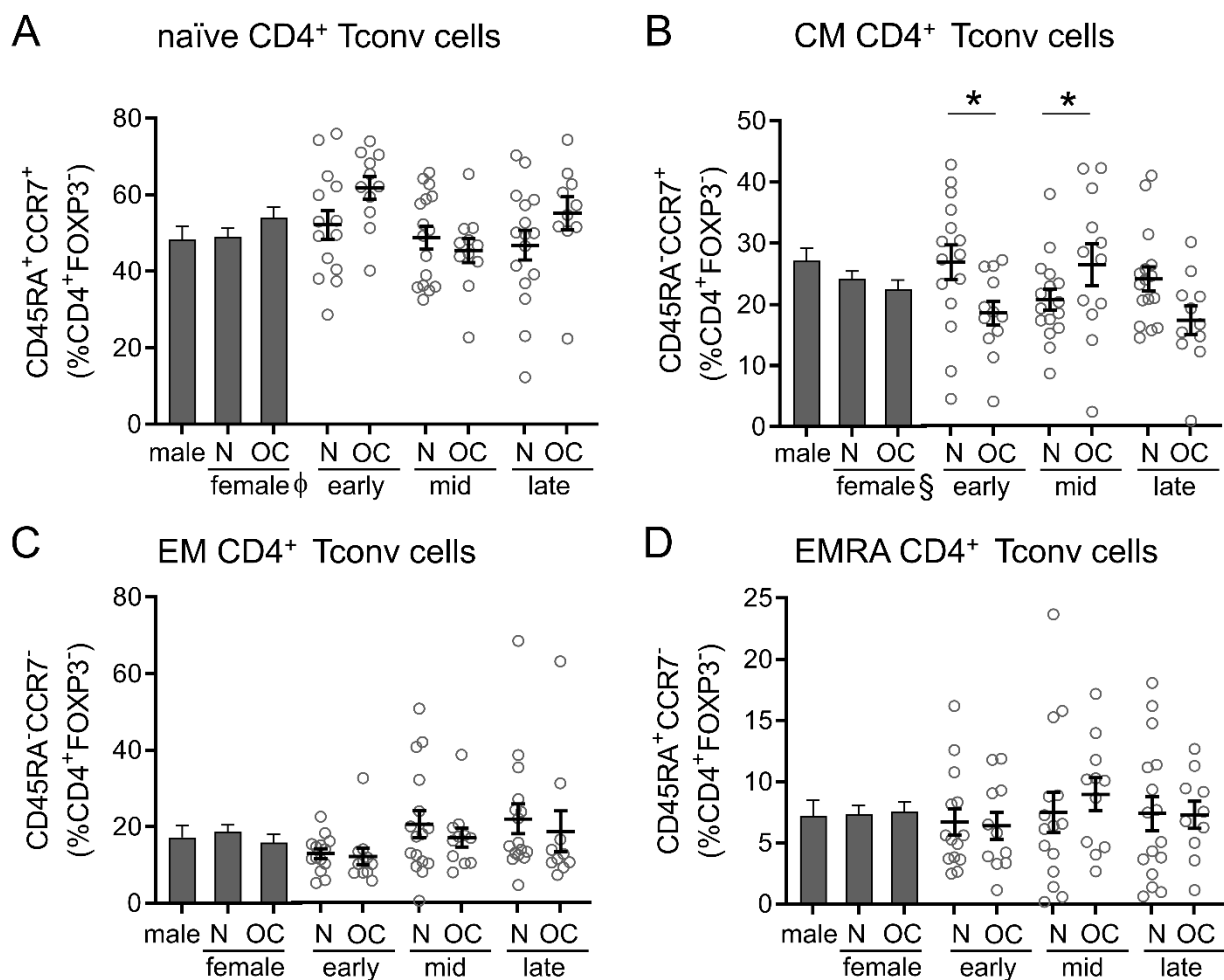 A naïve CD4⁺ Tconv cells
CD45RA⁺CCR7⁺
(%CD4⁺FOXP3⁻)
80
60
40
20
0
male N OC N OC N OC N OC
female ϕ early mid late
B CM CD4⁺ Tconv cells
* *
CD45RA⁻CCR7⁺
(%CD4⁺FOXP3⁻)
50
40
30
20
10
0
male N OC N OC N OC N OC
female § early mid late
C EM CD4⁺ Tconv cells
CD45RA⁻CCR7⁻
(%CD4⁺FOXP3⁻)
80
60
40
20
0
male N OC N OC N OC N OC
female early mid late
D EMRA CD4⁺ Tconv cells
CD45RA⁺CCR7⁻
(%CD4⁺FOXP3⁻)
25
20
15
10
5
0
male N OC N OC N OC N OC
female early mid late